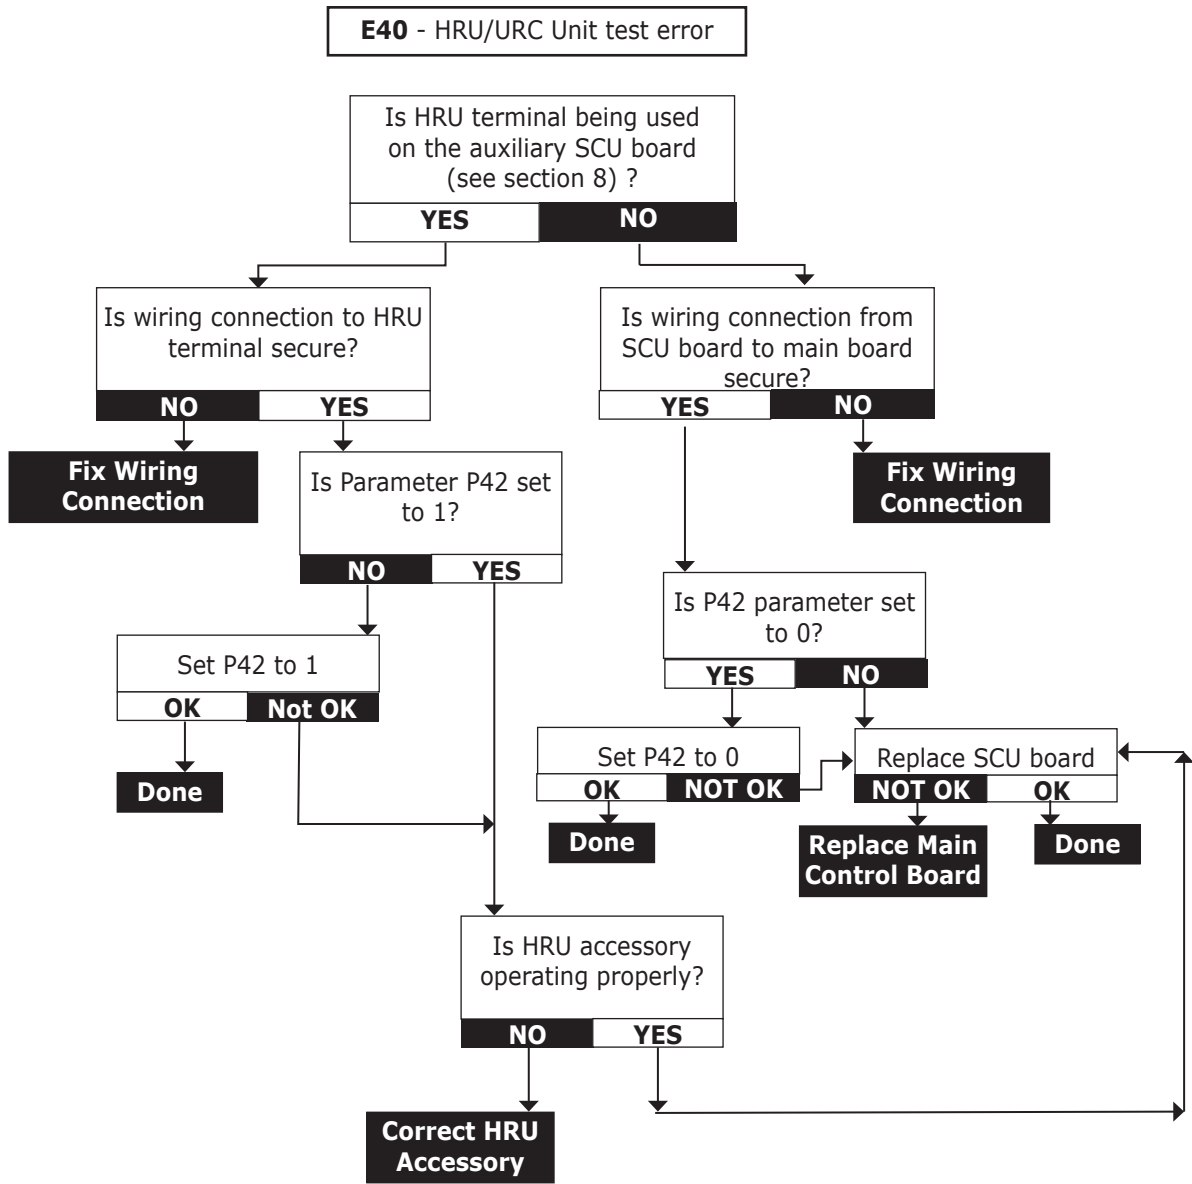 E40 - HRU/URC Unit test error
Is HRU terminal being used
on the auxiliary SCU board
(see section 8) ?
YES NO
Is wiring connection to HRU
terminal secure?
NO YES
Is wiring connection from
SCU board to main board
secure?
YES NO
Fix Wiring
Connection
Is Parameter P42 set
to 1?
NO YES
Fix Wiring
Connection
Is P42 parameter set
to 0?
YES NO
Set P42 to 1
OK Not OK
Done
Set P42 to 0
OK NOT OK
Done
Replace SCU board
NOT OK OK
Replace Main
Control Board
Done
Is HRU accessory
operating properly?
NO YES
Correct HRU
Accessory